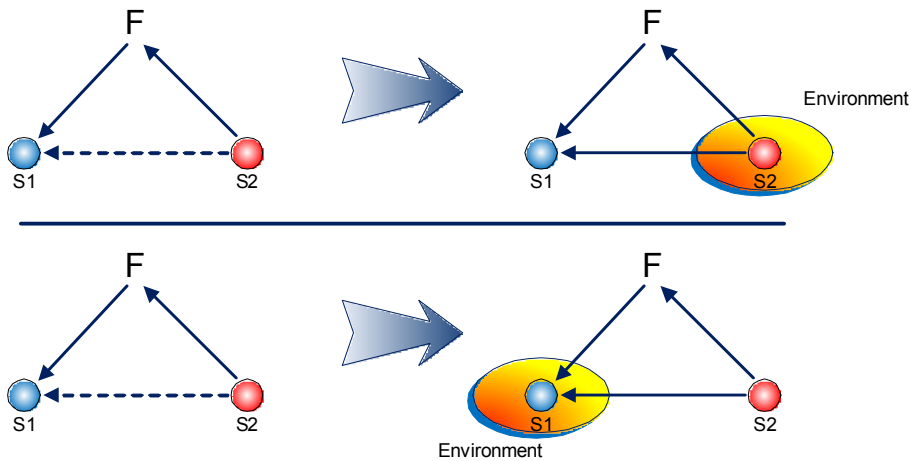 F
F
Environment
S1
S2
S1
S2
F
F
S1
S2
S1
S2
Environment